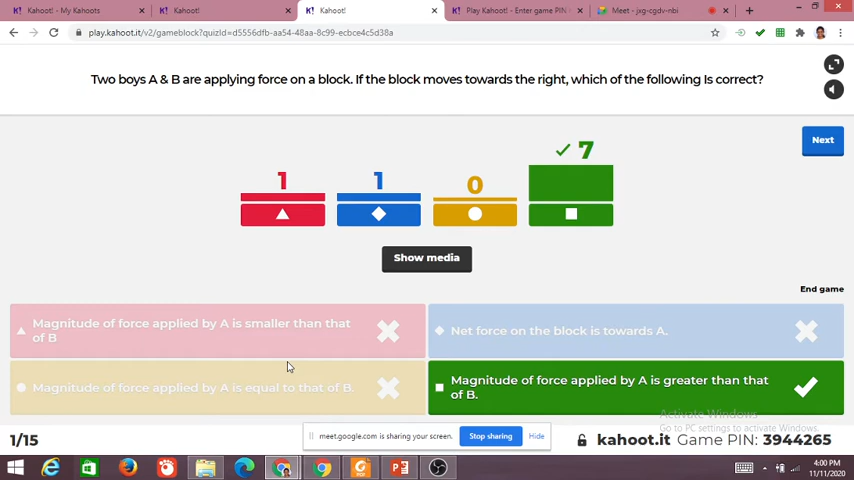 Kahoot! - My Kahoots
Kahoot!
Kahoot!
Play Kahoot! - Enter game PIN
Meet - jxg-cgdv-nbi
play.kahoot.it/v2/gameblock?quizId=d5556dfb-aa54-48aa-8c99-ecbce4c5d38a
Two boys A & B are applying force on a block. If the block moves towards the right, which of the following Is correct?
Next
1
1
0
7
Show media
End game
Magnitude of force applied by A is smaller than that
of B
Net force on the block is towards A.
Magnitude of force applied by A is equal to that of B.
Magnitude of force applied by A is greater than that
of B.
Activate Windows
Go to PC settings to activate Windows.
1/15
meet.google.com is sharing your screen.
Stop sharing
Hide
kahoot.it Game PIN: 3944265
4:00 PM
11/11/2020